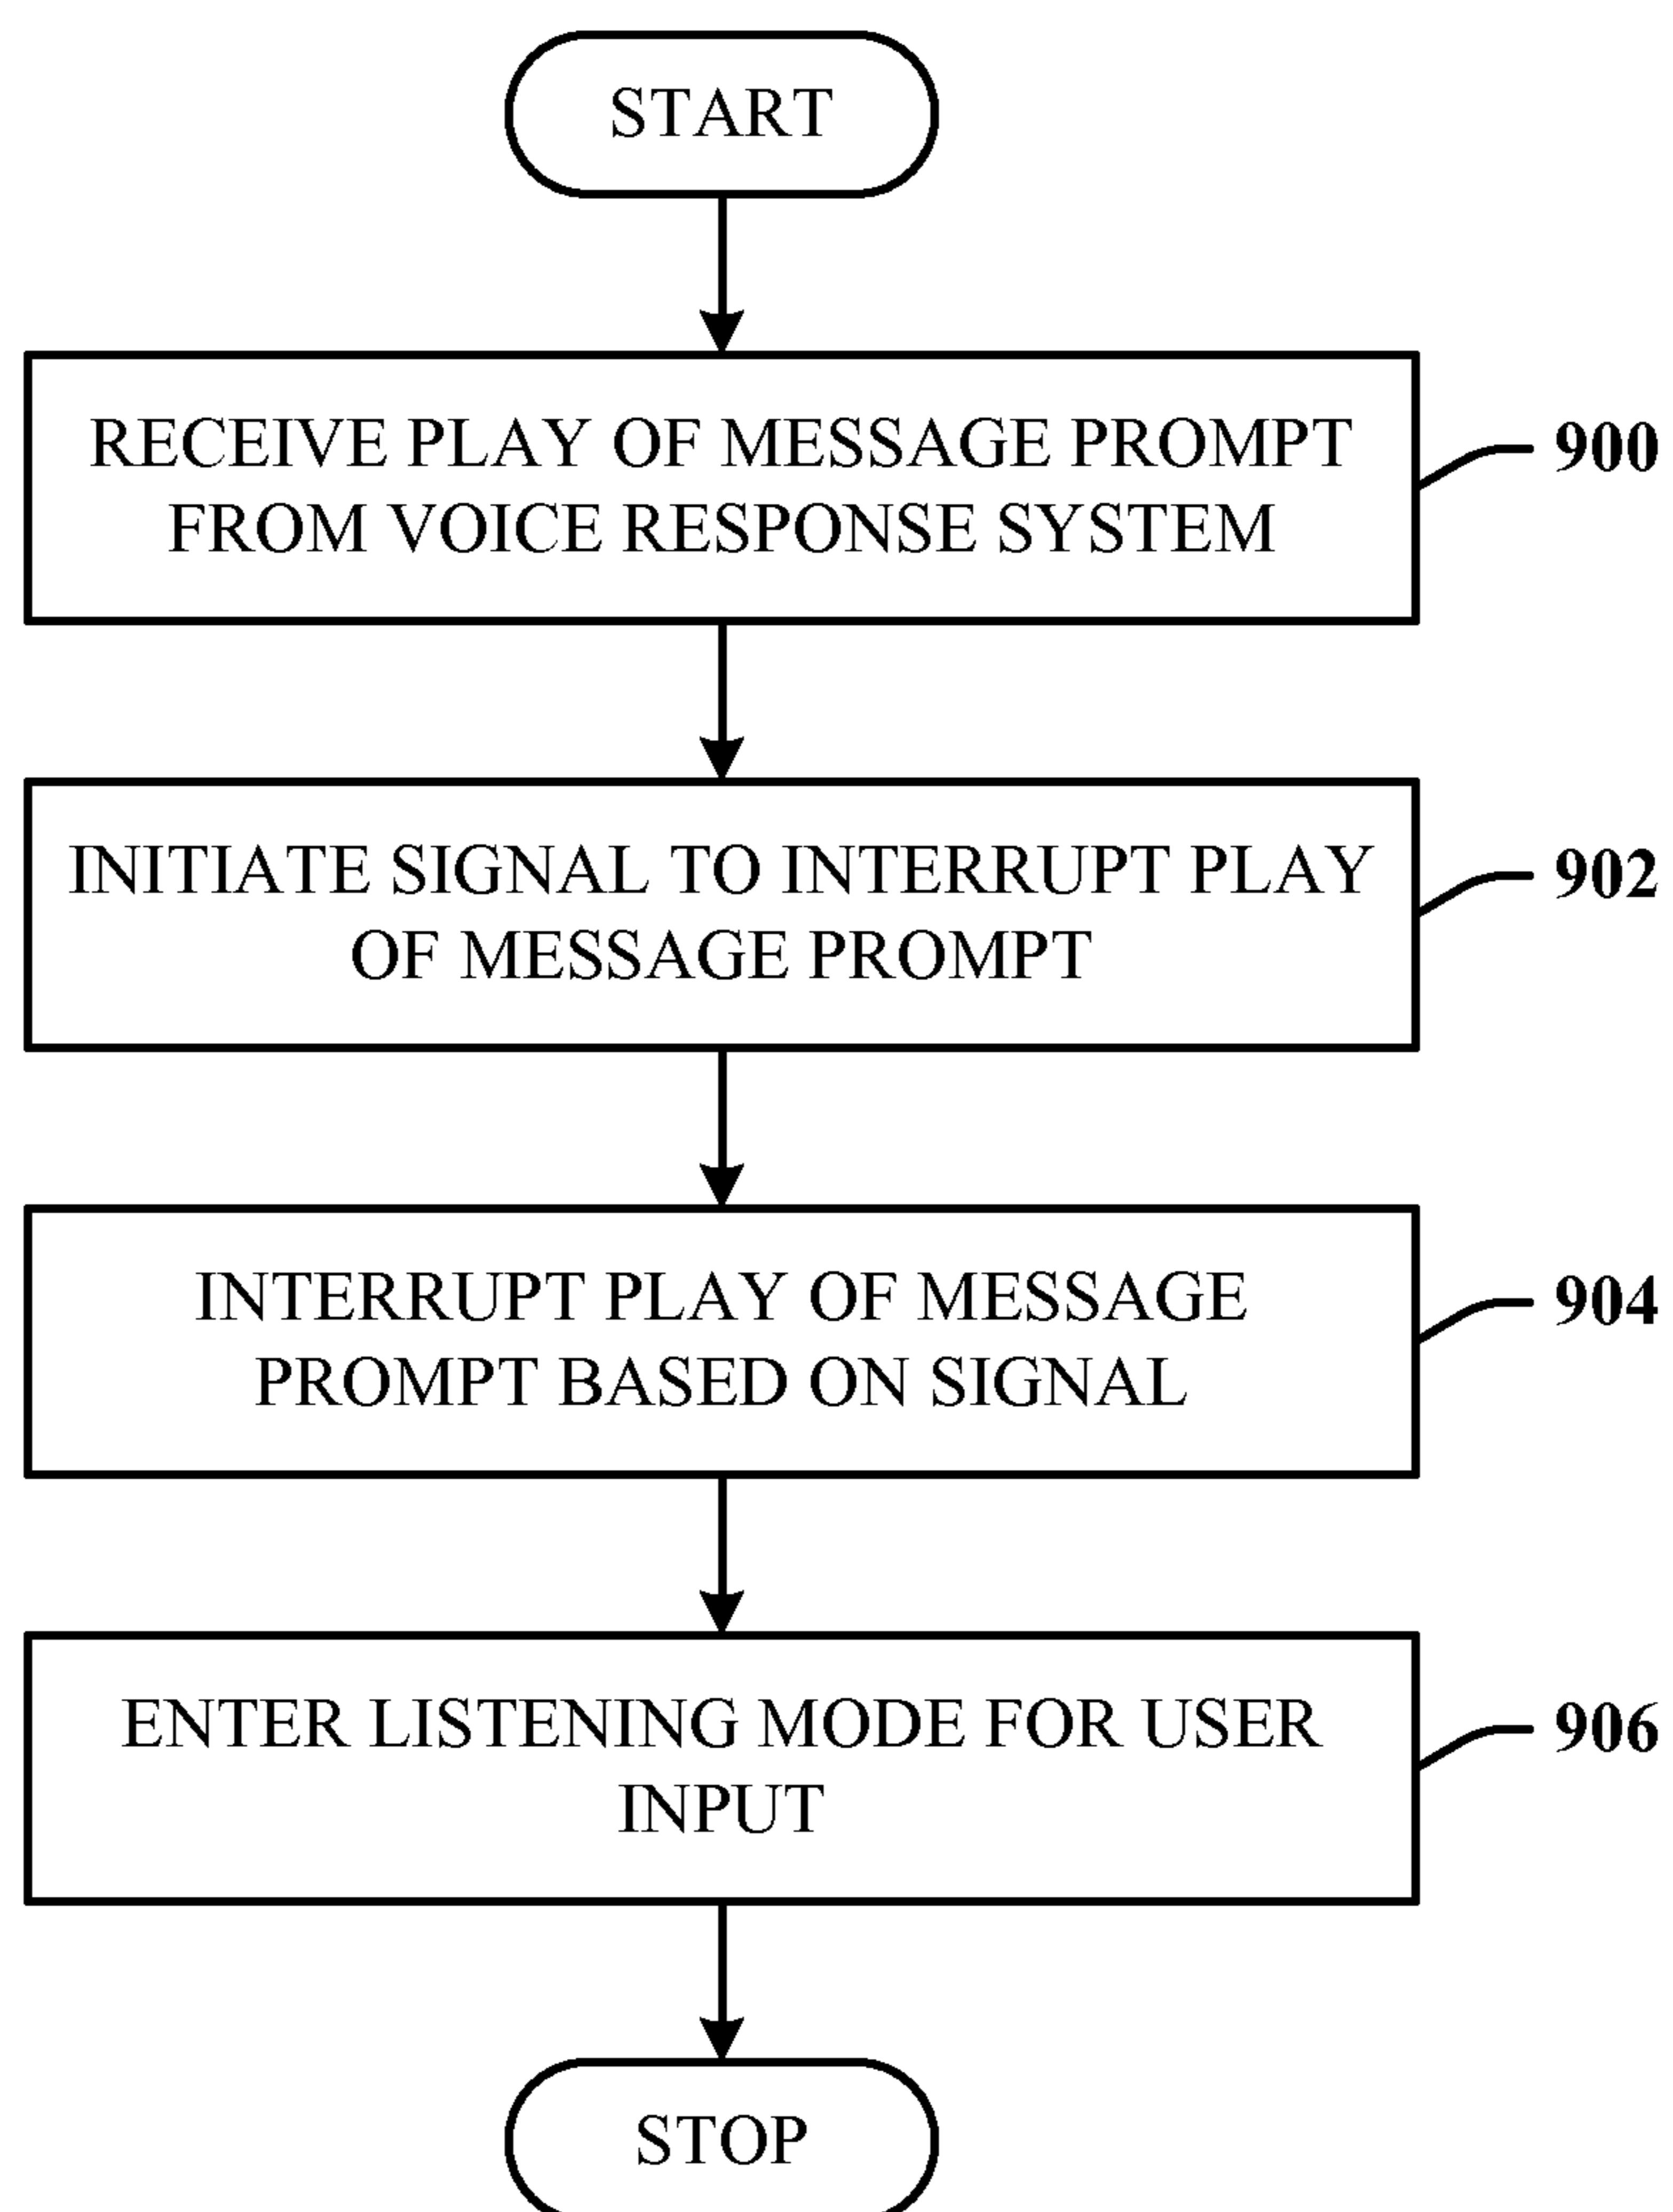 START
RECEIVE PLAY OF MESSAGE PROMPT
FROM VOICE RESPONSE SYSTEM
900
INITIATE SIGNAL TO INTERRUPT PLAY
OF MESSAGE PROMPT
902
INTERRUPT PLAY OF MESSAGE
PROMPT BASED ON SIGNAL
904
ENTER LISTENING MODE FOR USER
INPUT
906
STOP